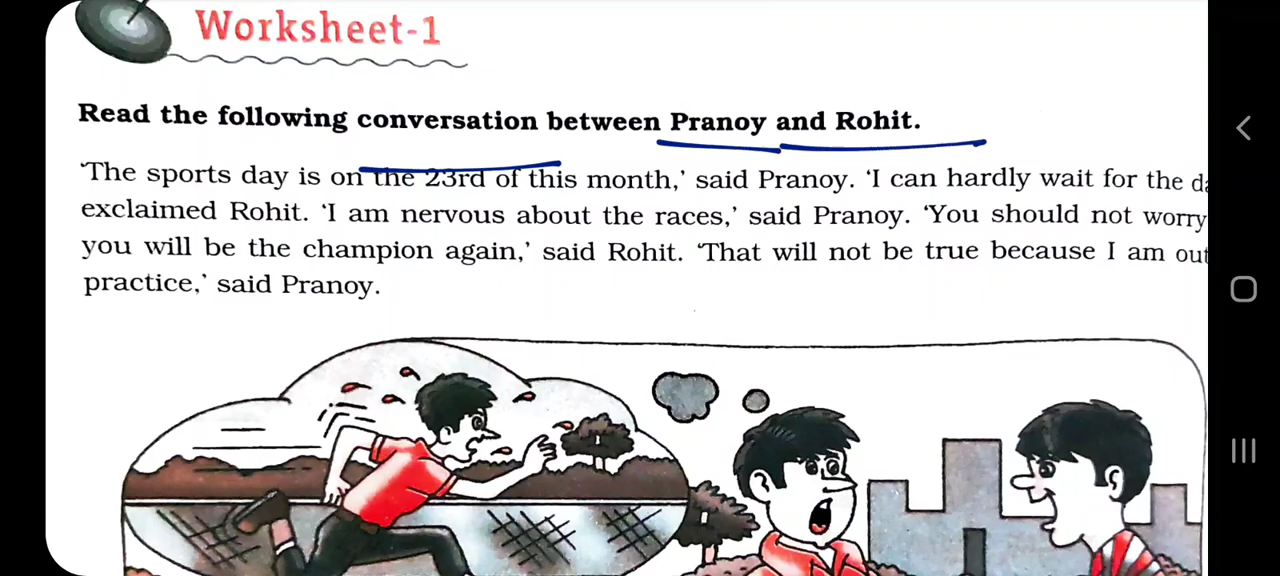 Worksheet-1
Read the following conversation between Pranoy and Rohit.
‘The sports day is on the 23rd of this month,’ said Pranoy. ‘I can hardly wait for the
exclaimed Rohit. ‘I am nervous about the races,’ said Pranoy. ‘You should not worry
you will be the champion again,’ said Rohit. ‘That will not be true because I am out
practice,’ said Pranoy.